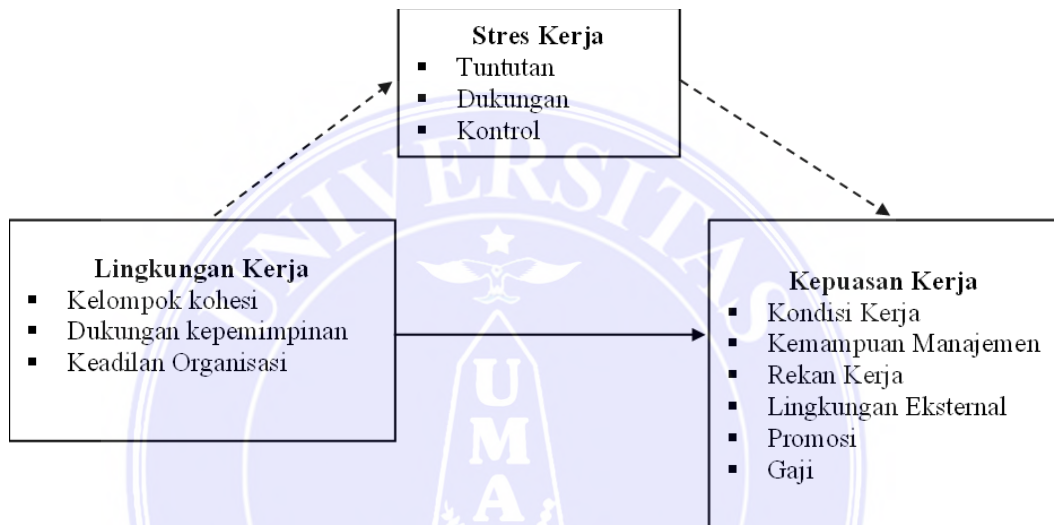 Stres Kerja
▪ Tuntutan
▪ Dukungan
▪ Kontrol
Lingkungan Kerja
▪ Kelompok kohesi
▪ Dukungan kepemimpinan
▪ Keadilan Organisasi
Kepuasan Kerja
▪ Kondisi Kerja
▪ Kemampuan Manajemen
▪ Rekan Kerja
▪ Lingkungan Eksternal
▪ Promosi
▪ Gaji
UNIVERSITAS
UMA